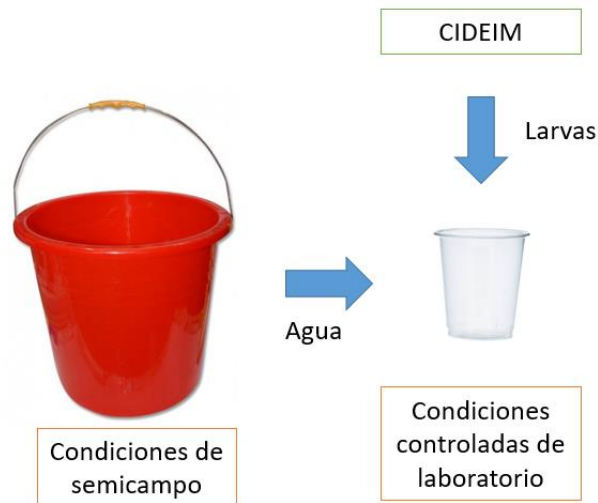 CIDEIM
Larvas
Agua
Condiciones de
semicampo
Condiciones
controladas de
laboratorio